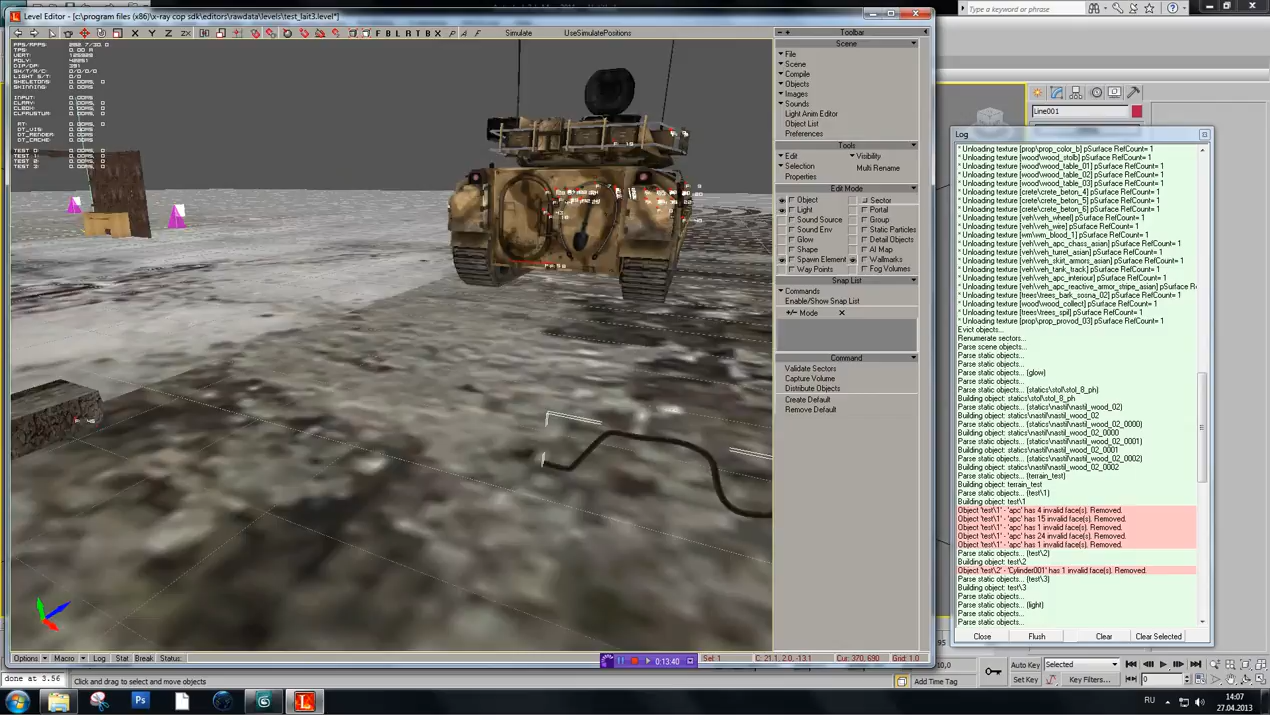 Level Editor - [c:\program files (x86)\x-ray cop sdk\editors\rawdata\levels\test_lait3.level*]
Type a keyword or phrase
F B L R T B X
Simulate
UseSimulatePositions
Toolbar
Scene
File
Scene
Compile
Objects
Images
Sounds
Light Anim Editor
Object List
Preferences
Tools
Edit
Visibility
Selection
Multi Rename
Properties
Edit Mode
Object
Sector
Light
Portal
Sound Source
Group
Sound Env
Static Particles
Glow
Detail Objects
Shape
AI Map
Spawn Element
Wallmarks
Way Points
Fog Volumes
Snap List
Commands
Enable/Show Snap List
+/- Mode
X
Command
Validate Sectors
Capture Volume
Distribute Objects
Create Default
Remove Default
Line001
Log
* Unloading texture [prop\prop_color_b] pSurface RefCount= 1
* Unloading texture [wood\wood_stolb] pSurface RefCount= 1
* Unloading texture [wood\wood_table_01] pSurface RefCount= 1
* Unloading texture [wood\wood_table_02] pSurface RefCount= 1
* Unloading texture [wood\wood_table_03] pSurface RefCount= 1
* Unloading texture [crete\crete_beton_4] pSurface RefCount= 1
* Unloading texture [crete\crete_beton_6] pSurface RefCount= 1
* Unloading texture [veh\veh_wheel] pSurface RefCount= 1
* Unloading texture [veh\veh_wire] pSurface RefCount= 1
* Unloading texture [wm\wm_blood_1] pSurface RefCount= 1
* Unloading texture [veh\veh_apc_chass_asian] pSurface RefCount= 1
* Unloading texture [veh\veh_turret_asian] pSurface RefCount= 1
* Unloading texture [veh\veh_skirt_armors_asian] pSurface RefCount= 1
* Unloading texture [veh\veh_tank_track] pSurface RefCount= 1
* Unloading texture [veh\veh_apc_interiour] pSurface RefCount= 1
* Unloading texture [veh\veh_apc_reactive_armor_stripe_asian] pSurface RefCount= 1
* Unloading texture [trees\trees_bark_sosna_02] pSurface RefCount= 1
* Unloading texture [wood\wood_collect] pSurface RefCount= 1
* Unloading texture [trees\trees_spil] pSurface RefCount= 1
* Unloading texture [prop\prop_provod_03] pSurface RefCount= 1
Evict objects...
Renumerate sectors...
Parse scene objects...
Parse static objects...
Parse static objects...
Parse static objects... (glow)
Parse static objects...
Parse static objects... (statics\stol\stol_8_ph)
Building object: statics\stol\stol_8_ph
Parse static objects... (statics\nastil\nastil_wood_02)
Building object: statics\nastil\nastil_wood_02
Parse static objects... (statics\nastil\nastil_wood_02_0000)
Building object: statics\nastil\nastil_wood_02_0000
Parse static objects... (statics\nastil\nastil_wood_02_0001)
Building object: statics\nastil\nastil_wood_02_0001
Parse static objects... (statics\nastil\nastil_wood_02_0002)
Building object: statics\nastil\nastil_wood_02_0002
Parse static objects... (terrain_test)
Building object: terrain_test
Parse static objects... (test\1)
Building object: test\1
Object 'test\1' - 'apc' has 4 invalid face(s). Removed.
Object 'test\1' - 'apc' has 15 invalid face(s). Removed.
Object 'test\1' - 'apc' has 1 invalid face(s). Removed.
Object 'test\1' - 'apc' has 24 invalid face(s). Removed.
Object 'test\1' - 'apc' has 1 invalid face(s). Removed.
Parse static objects... (test\2)
Building object: test\2
Object 'test\2' - 'Cylinder001' has 1 invalid face(s). Removed.
Parse static objects... (test\3)
Building object: test\3
Parse static objects...
Parse static objects... (light)
Parse static objects...
Parse static objects...
Close
Flush
Clear
Clear Selected
Options
Macro
Log
Stat
Break
Status:
0:13:40
Sel: 1
C: 21.1, 2.0, -13.1
Cur: 370, 690
Grid: 1.0
done at 3.56
Click and drag to select and move objects
Add Time Tag
Auto Key
Selected
Set Key
Key Filters...
0
Ps
RU
14:07
27.04.2013